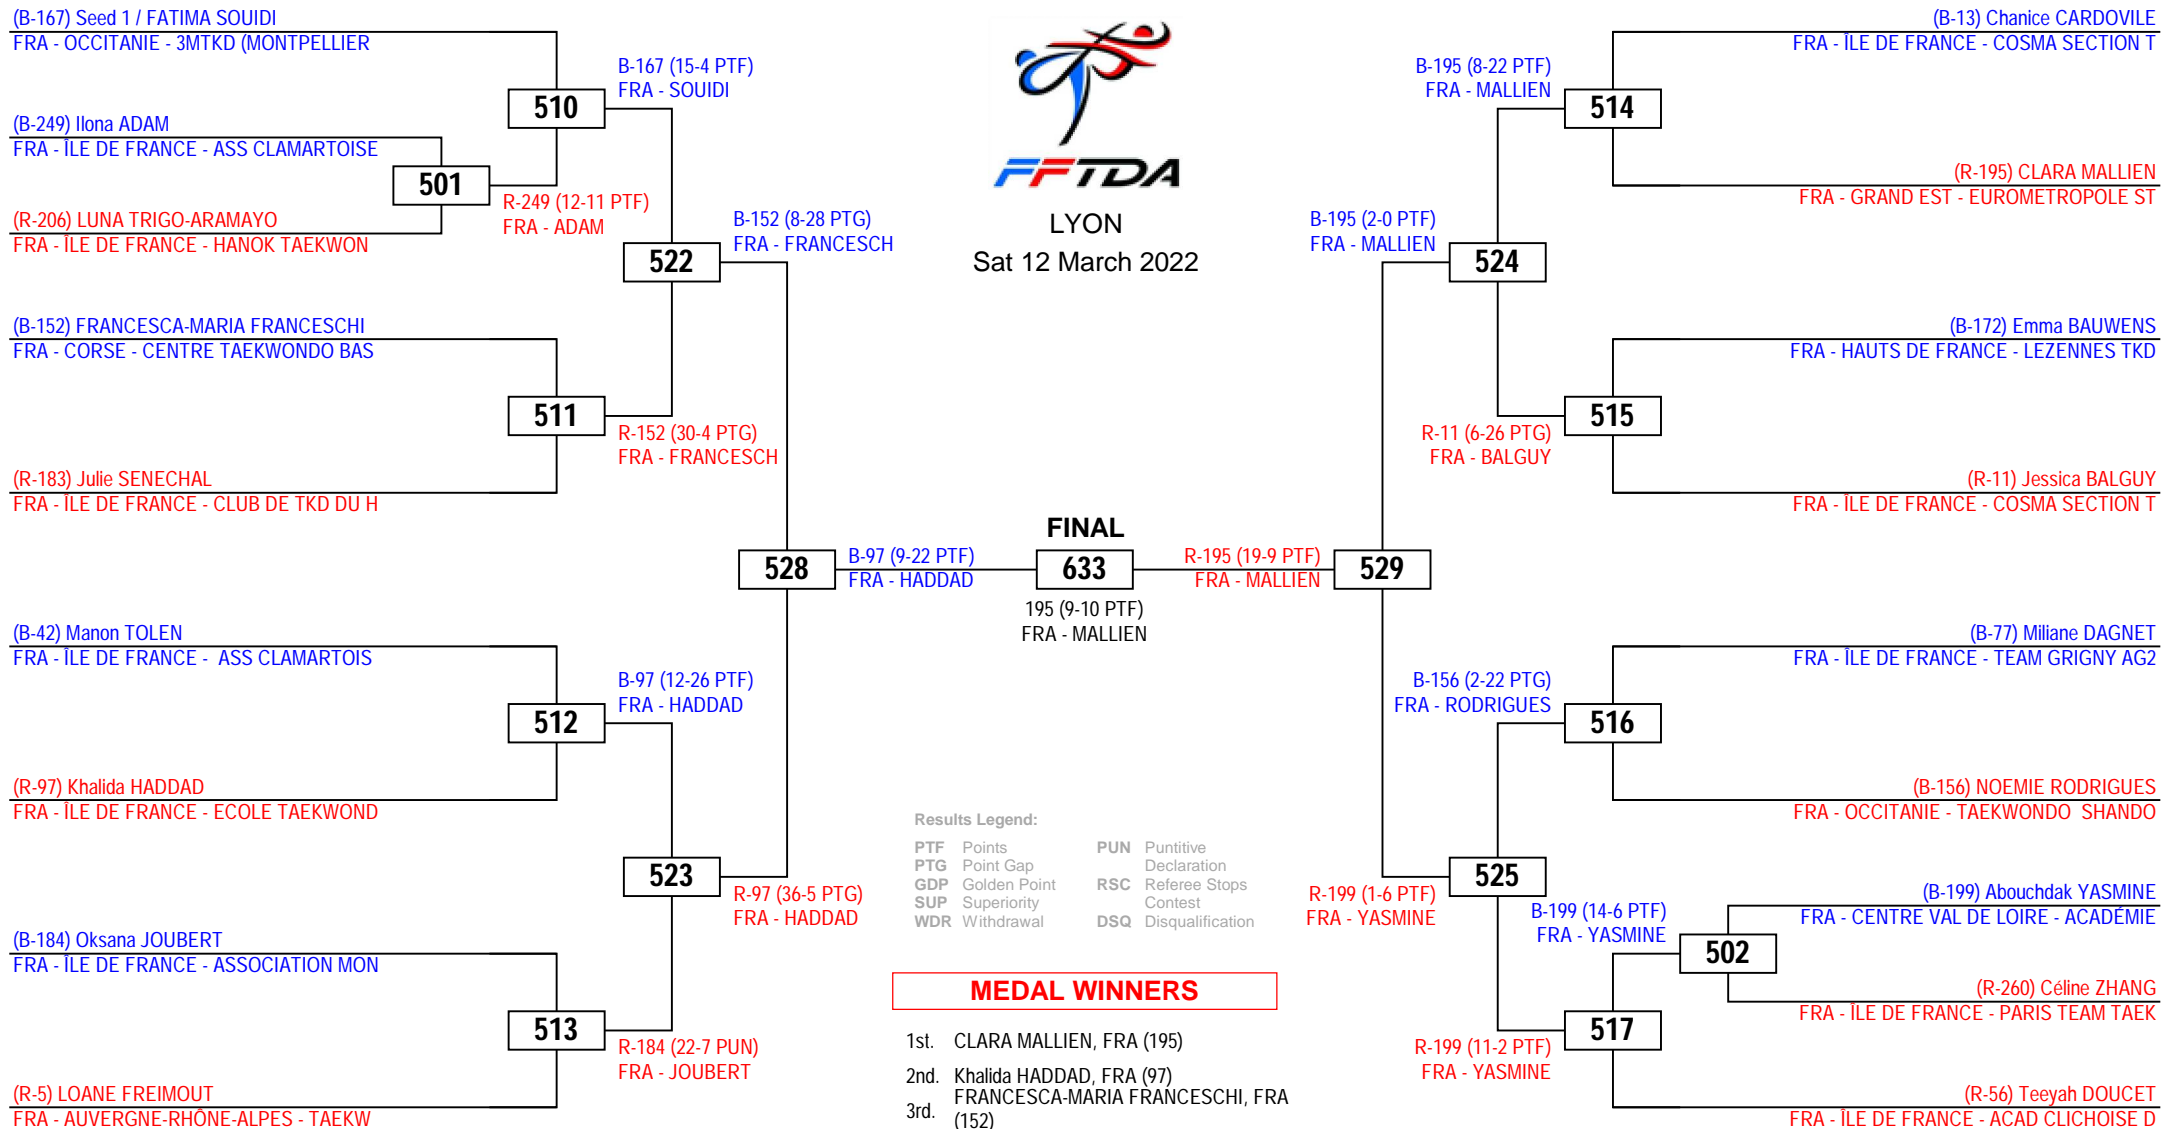 (B-167) Seed 1 / FATIMA SOUIDI
FRA - OCCITANIE - 3MTKD (MONTPELLIER
(B-249) Ilona ADAM
FRA - ÎLE DE FRANCE - ASS CLAMARTOISE
(R-206) LUNA TRIGO-ARAMAYO
FRA - ÎLE DE FRANCE - HANOK TAEKWON
(B-152) FRANCESCA-MARIA FRANCESCHI
FRA - CORSE - CENTRE TAEKWONDO BAS
(R-183) Julie SENECHAL
FRA - ÎLE DE FRANCE - CLUB DE TKD DU H
(B-42) Manon TOLEN
FRA - ÎLE DE FRANCE -  ASS CLAMARTOIS
(R-97) Khalida HADDAD
FRA - ÎLE DE FRANCE - ECOLE TAEKWOND
(B-184) Oksana JOUBERT
FRA - ÎLE DE FRANCE - ASSOCIATION MON
(R-5) LOANE FREIMOUT
FRA - AUVERGNE-RHÔNE-ALPES - TAEKW
501
R-249 (12-11 PTF)
FRA - ADAM
510
B-167 (15-4 PTF)
FRA - SOUIDI
511
R-152 (30-4 PTG)
FRA - FRANCESCH
512
B-97 (12-26 PTF)
FRA - HADDAD
513
R-184 (22-7 PUN)
FRA - JOUBERT
522
B-152 (8-28 PTG)
FRA - FRANCESCH
523
R-97 (36-5 PTG)
FRA - HADDAD
528
B-97 (9-22 PTF)
FRA - HADDAD
FFTDA
LYON
Sat 12 March 2022
FINAL
633
195 (9-10 PTF)
FRA - MALLIEN
R-195 (19-9 PTF)
FRA - MALLIEN
529
B-195 (2-0 PTF)
FRA - MALLIEN
524
R-199 (1-6 PTF)
FRA - YASMINE
525
B-195 (8-22 PTF)
FRA - MALLIEN
514
R-11 (6-26 PTG)
FRA - BALGUY
515
B-156 (2-22 PTG)
FRA - RODRIGUES
516
B-199 (14-6 PTF)
FRA - YASMINE
502
R-199 (11-2 PTF)
FRA - YASMINE
517
(B-13) Chanice CARDOVILE
FRA - ÎLE DE FRANCE - COSMA SECTION T
(R-195) CLARA MALLIEN
FRA - GRAND EST - EUROMETROPOLE ST
(B-172) Emma BAUWENS
FRA - HAUTS DE FRANCE - LEZENNES TKD
(R-11) Jessica BALGUY
FRA - ÎLE DE FRANCE - COSMA SECTION T
(B-77) Miliane DAGNET
FRA - ÎLE DE FRANCE - TEAM GRIGNY AG2
(B-156) NOEMIE RODRIGUES
FRA - OCCITANIE - TAEKWONDO  SHANDO
(B-199) Abouchdak YASMINE
FRA - CENTRE VAL DE LOIRE - ACADÉMIE
(R-260) Céline ZHANG
FRA - ÎLE DE FRANCE - PARIS TEAM TAEK
(R-56) Teeyah DOUCET
FRA - ÎLE DE FRANCE - ACAD CLICHOISE D
Results Legend:
PTF Points
PTG Point Gap
GDP Golden Point
SUP Superiority
WDR Withdrawal
PUN Puntitive
Declaration
RSC Referee Stops
Contest
DSQ Disqualification
MEDAL WINNERS
1st. CLARA MALLIEN, FRA (195)
2nd. Khalida HADDAD, FRA (97)
3rd. FRANCESCA-MARIA FRANCESCHI, FRA
(152)